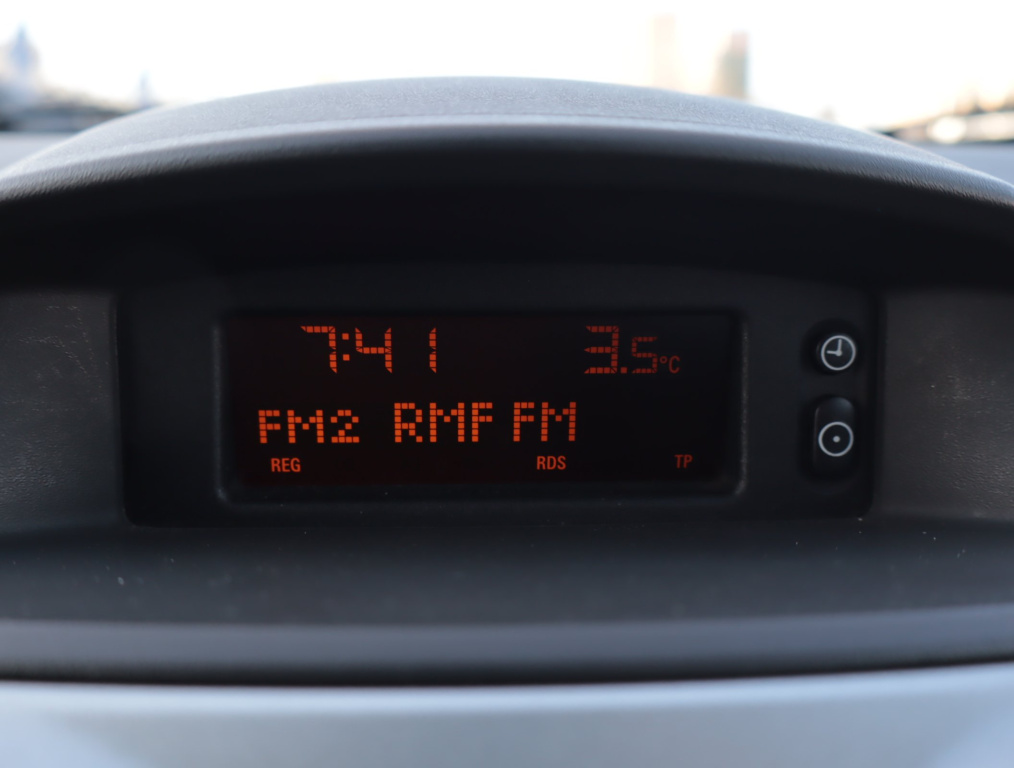 7:41 3.5°C
FM2 RMF FM
REG RDS TP